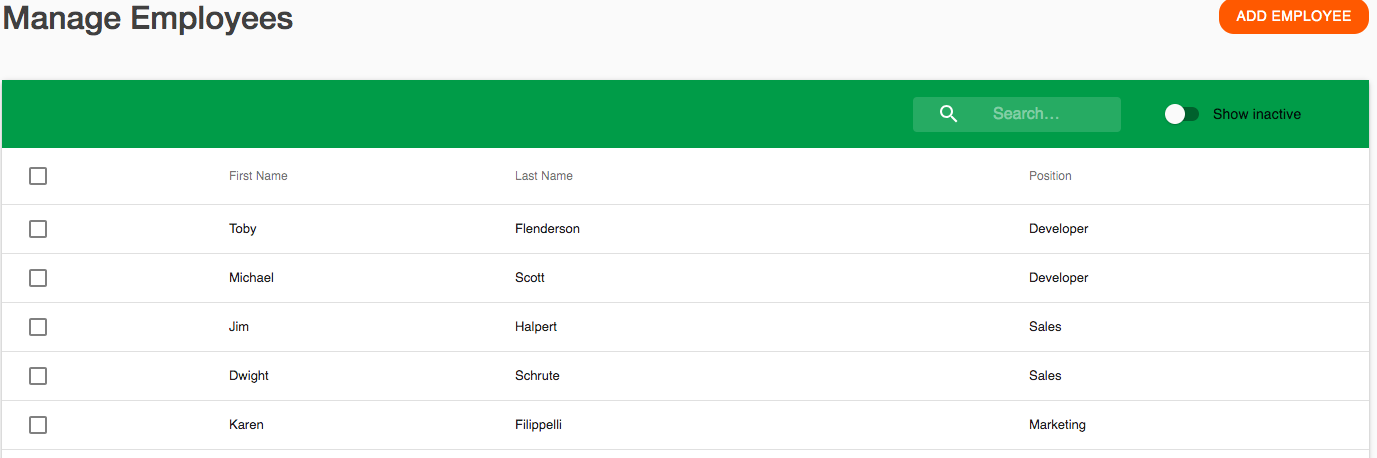 Manage Employees
ADD EMPLOYEE
Search...
Show inactive
First Name Last Name Position
Toby Flenderson Developer
Michael Scott Developer
Jim Halpert Sales
Dwight Schrute Sales
Karen Filippelli Marketing